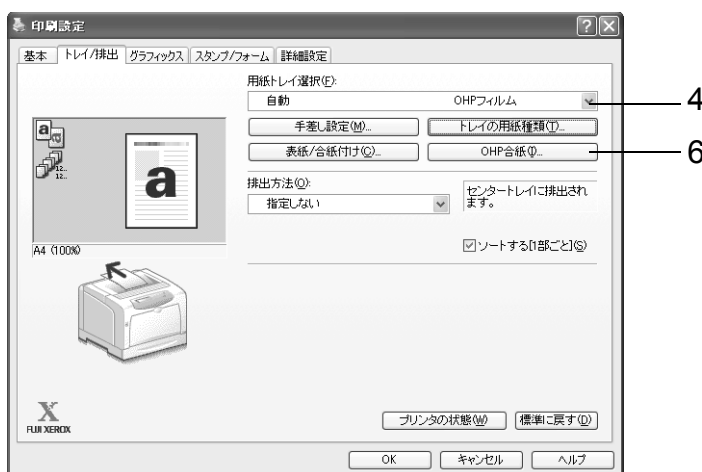 印刷設定
基本 トレイ/排出 グラフィックス スタンプ/フォーム 詳細設定
用紙トレイ選択(F):
自動 OHPフィルム
4
手差し設定(M)... トレイの用紙種類(T)...
表紙/合紙付け(C)... OHP合紙(I)...
6
排出方法(O):
指定しない
センタートレイに排出され
ます。
ソートする[1部ごと](S)
a
a
12...
12...
a
A4 (100%)
X
FUJI XEROX
プリンタの状態(W) 標準に戻す(D)
OK キャンセル ヘルプ